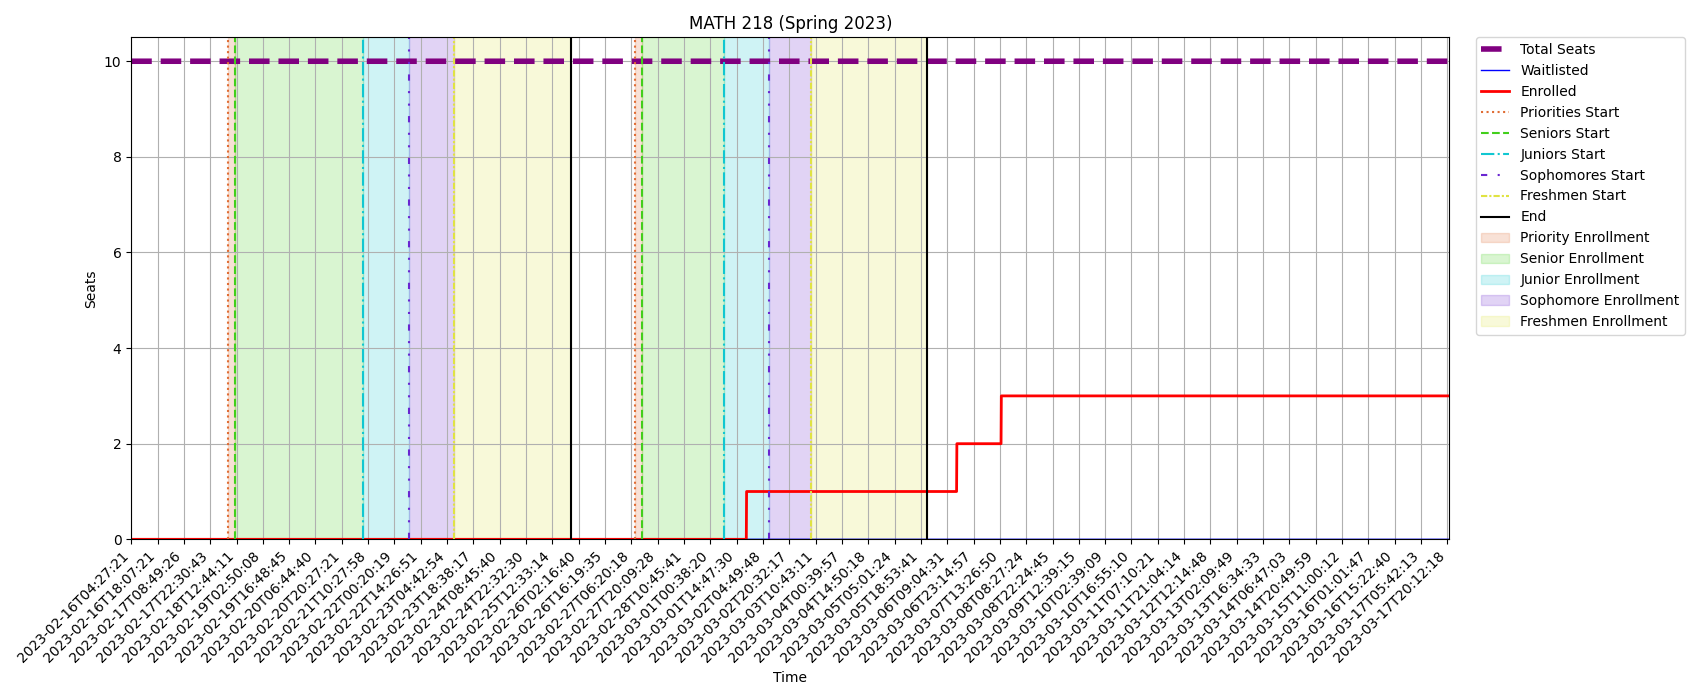 MATH 218 (Spring 2023)
Seats
10
8
6
4
2
0
2023-02-16T04:27:21
2023-02-16T18:07:21
2023-02-17T08:49:26
2023-02-17T22:30:43
2023-02-18T12:44:11
2023-02-19T02:50:08
2023-02-19T16:48:45
2023-02-20T06:44:40
2023-02-20T20:27:21
2023-02-21T10:27:58
2023-02-22T00:20:19
2023-02-22T14:26:51
2023-02-23T04:42:54
2023-02-23T18:38:17
2023-02-24T08:45:40
2023-02-24T22:32:30
2023-02-25T12:33:14
2023-02-26T02:16:40
2023-02-26T16:19:35
2023-02-27T06:20:18
2023-02-27T20:09:28
2023-02-28T10:45:41
2023-03-01T00:38:20
2023-03-01T14:47:30
2023-03-02T04:49:48
2023-03-02T20:32:17
2023-03-03T10:43:11
2023-03-04T00:39:57
2023-03-04T14:50:18
2023-03-05T05:01:24
2023-03-05T18:53:41
2023-03-06T09:04:31
2023-03-06T23:14:57
2023-03-07T13:26:50
2023-03-08T08:27:24
2023-03-08T22:24:45
2023-03-09T12:39:15
2023-03-10T02:39:09
2023-03-10T16:55:10
2023-03-11T07:10:21
2023-03-11T21:04:14
2023-03-12T12:14:48
2023-03-13T02:09:49
2023-03-13T16:34:33
2023-03-14T06:47:03
2023-03-14T20:49:59
2023-03-15T11:00:12
2023-03-16T01:01:47
2023-03-16T15:22:40
2023-03-17T05:42:13
2023-03-17T20:12:18
Time
Total Seats
Waitlisted
Enrolled
Priorities Start
Seniors Start
Juniors Start
Sophomores Start
Freshmen Start
End
Priority Enrollment
Senior Enrollment
Junior Enrollment
Sophomore Enrollment
Freshmen Enrollment